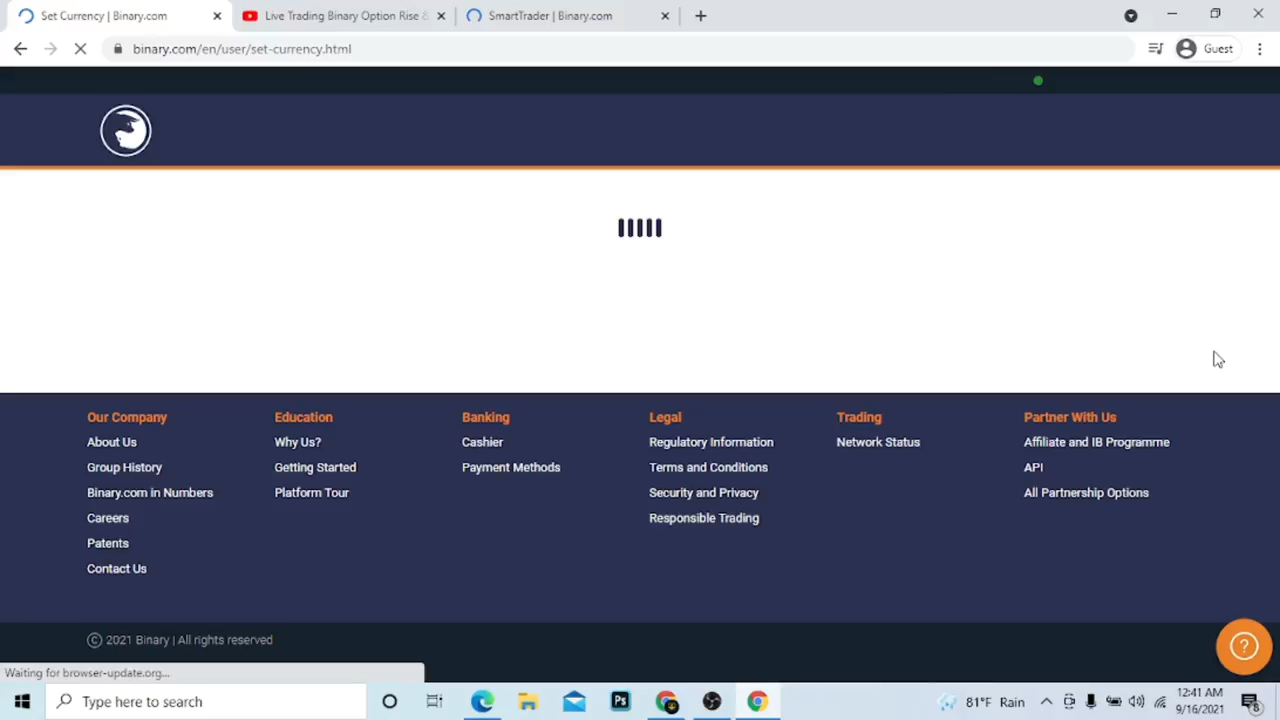 Set Currency | Binary.com
Live Trading Binary Option Rise &
SmartTrader | Binary.com
binary.com/en/user/set-currency.html
Guest
Our Company
About Us
Group History
Binary.com in Numbers
Careers
Patents
Contact Us
Education
Why Us?
Getting Started
Platform Tour
Banking
Cashier
Payment Methods
Legal
Regulatory Information
Terms and Conditions
Security and Privacy
Responsible Trading
Trading
Network Status
Partner With Us
Affiliate and IB Programme
API
All Partnership Options
© 2021 Binary | All rights reserved
?
Waiting for browser-update.org...
Type here to search
Ps
81°F Rain
12:41 AM
9/16/2021
8